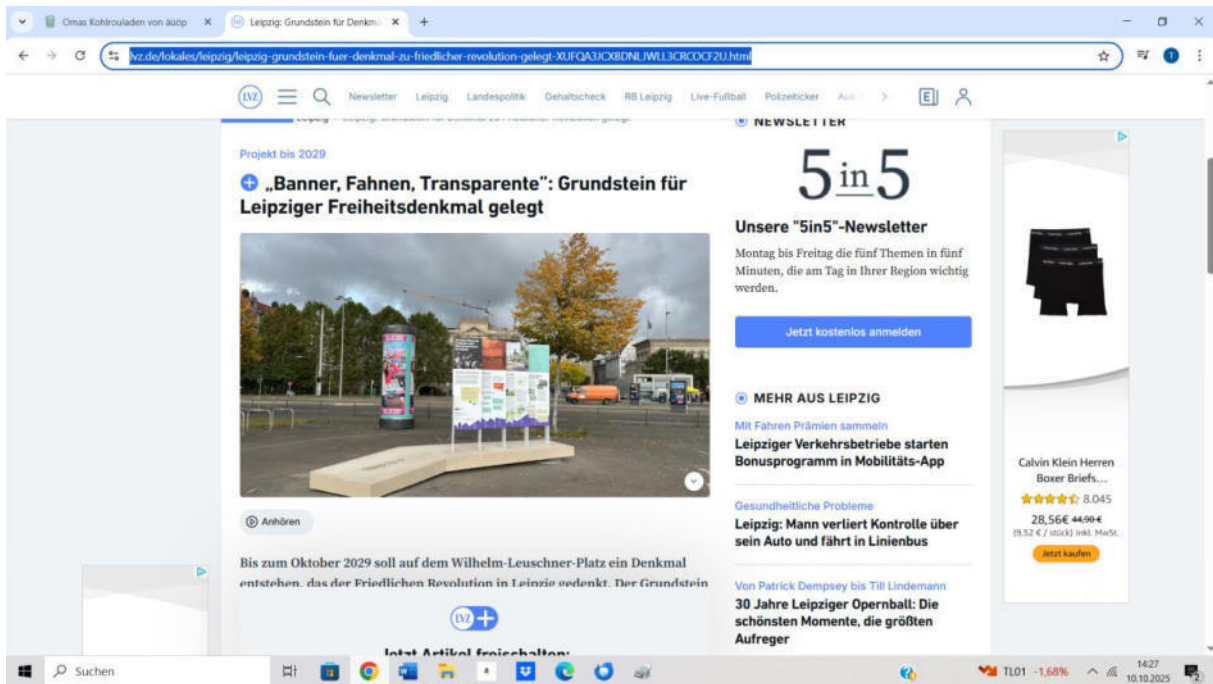 Omas Kohlrouladen von
Leipzig: Grundstein für Denkm
lvz.de/lokales/leipzig/leipzig-grundstein-fuer-denkmal-zu-friedlicher-revolution-gelegt-XUFQA3JCXBDNLJWLL3CRCOCF2U.html
T
LVZ
Newsletter Leipzig Landespolitik Gehaltscheck RB Leipzig Live-Fußball Polizeiticker
E
NEWSLETTER
Projekt bis 2029
„Banner, Fahnen, Transparente”: Grundstein für
Leipziger Freiheitsdenkmal gelegt
Anhören
Bis zum Oktober 2029 soll auf dem Wilhelm-Leuschner-Platz ein Denkmal
entstehen, das der Friedlichen Revolution in Leipzig gedenkt. Der Grundstein
LVZ+
Jetzt Artikel freischalten:
5in5
Unsere "5in5"-Newsletter
Montag bis Freitag die fünf Themen in fünf
Minuten, die am Tag in Ihrer Region wichtig
werden.
Jetzt kostenlos anmelden
MEHR AUS LEIPZIG
Mit Fahren Prämien sammeln
Leipziger Verkehrsbetriebe starten
Bonusprogramm in Mobilitäts-App
Gesundheitliche Probleme
Leipzig: Mann verliert Kontrolle über
sein Auto und fährt in Linienbus
Von Patrick Dempsey bis Till Lindemann
30 Jahre Leipziger Opernball: Die
schönsten Momente, die größten
Aufreger
Calvin Klein Herren
Boxer Briefs…
8.045
28,56€ 44,90 €
(9,52 € / stück) inkl. MwSt.
Jetzt kaufen
Suchen
TL01 -1,68%
14:27
10.10.2025